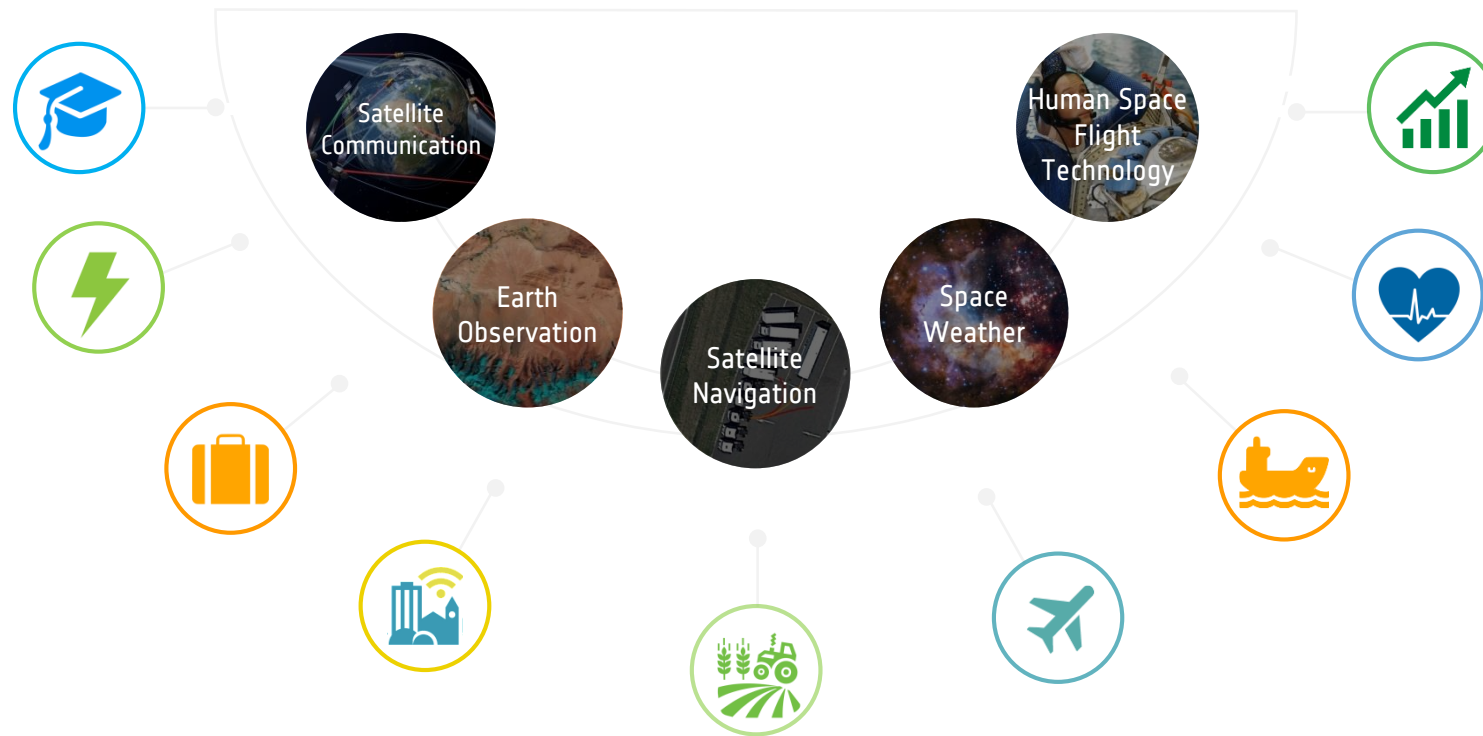 Satellite
Communication
Human Space
Flight
Technology
Earth
Observation
Space
Weather
Satellite
Navigation